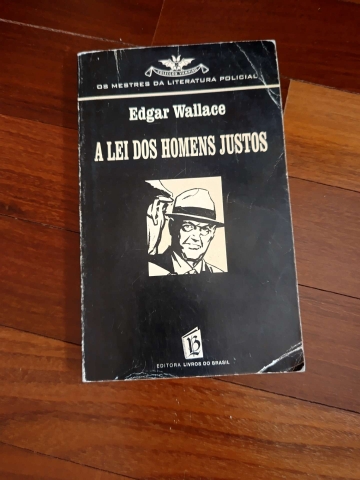 OS MESTRES DA LITERATURA POLICIAL
Edgar Wallace
A LEI DOS HOMENS JUSTOS
EDITORA LIVROS DO BRASIL